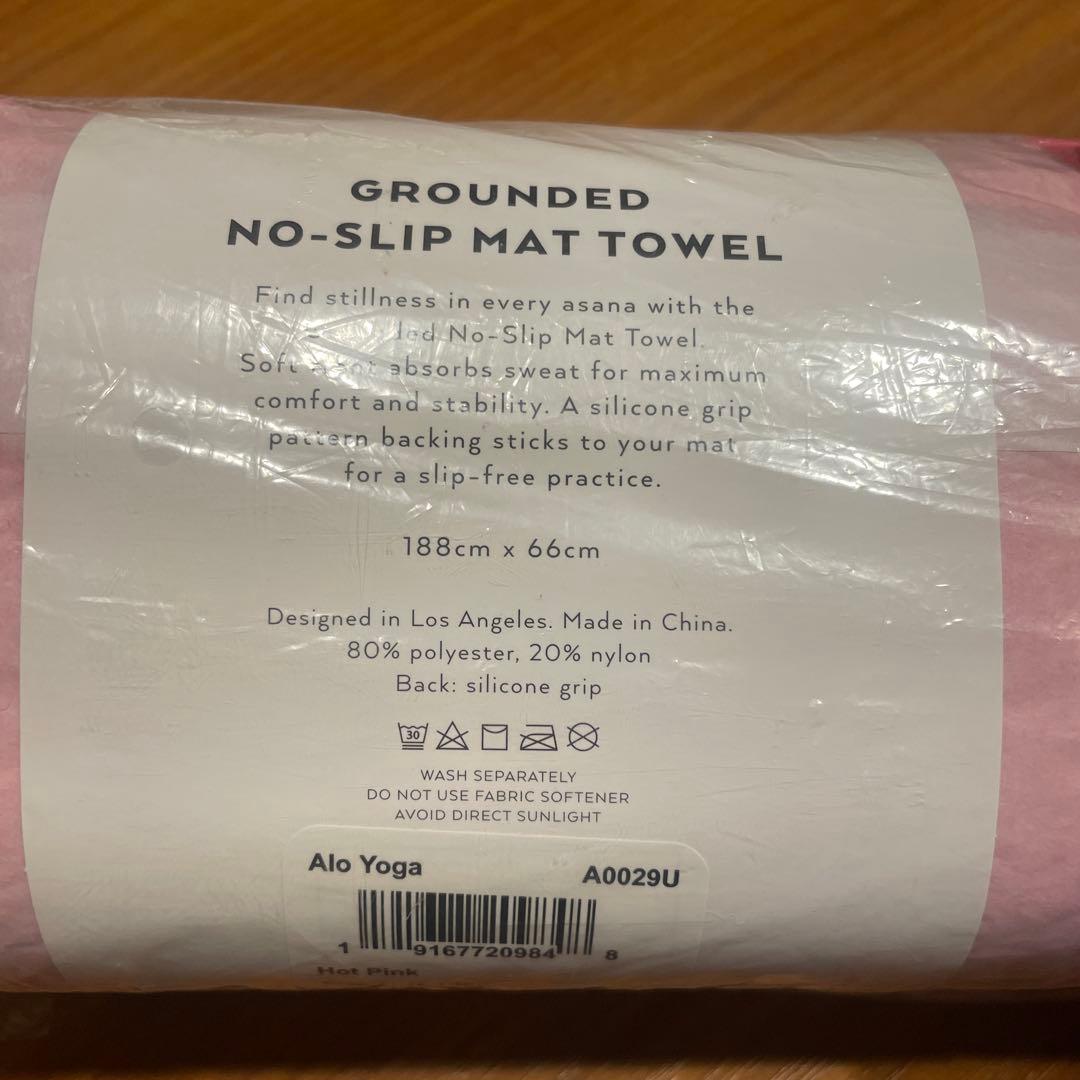 GROUNDED
NO-SLIP MAT TOWEL
Find stillness in every asana with the
No-Slip Mat Towel.
Soft absorbs sweat for maximum
comfort and stability. A silicone grip
pattern backing sticks to your mat
for a slip-free practice.
188cm x 66cm
Designed in Los Angeles. Made in China.
80% polyester, 20% nylon
Back: silicone grip
30
WASH SEPARATELY
DO NOT USE FABRIC SOFTENER
AVOID DIRECT SUNLIGHT
Alo Yoga A0029U
1 9167720984 8
Hot Pink